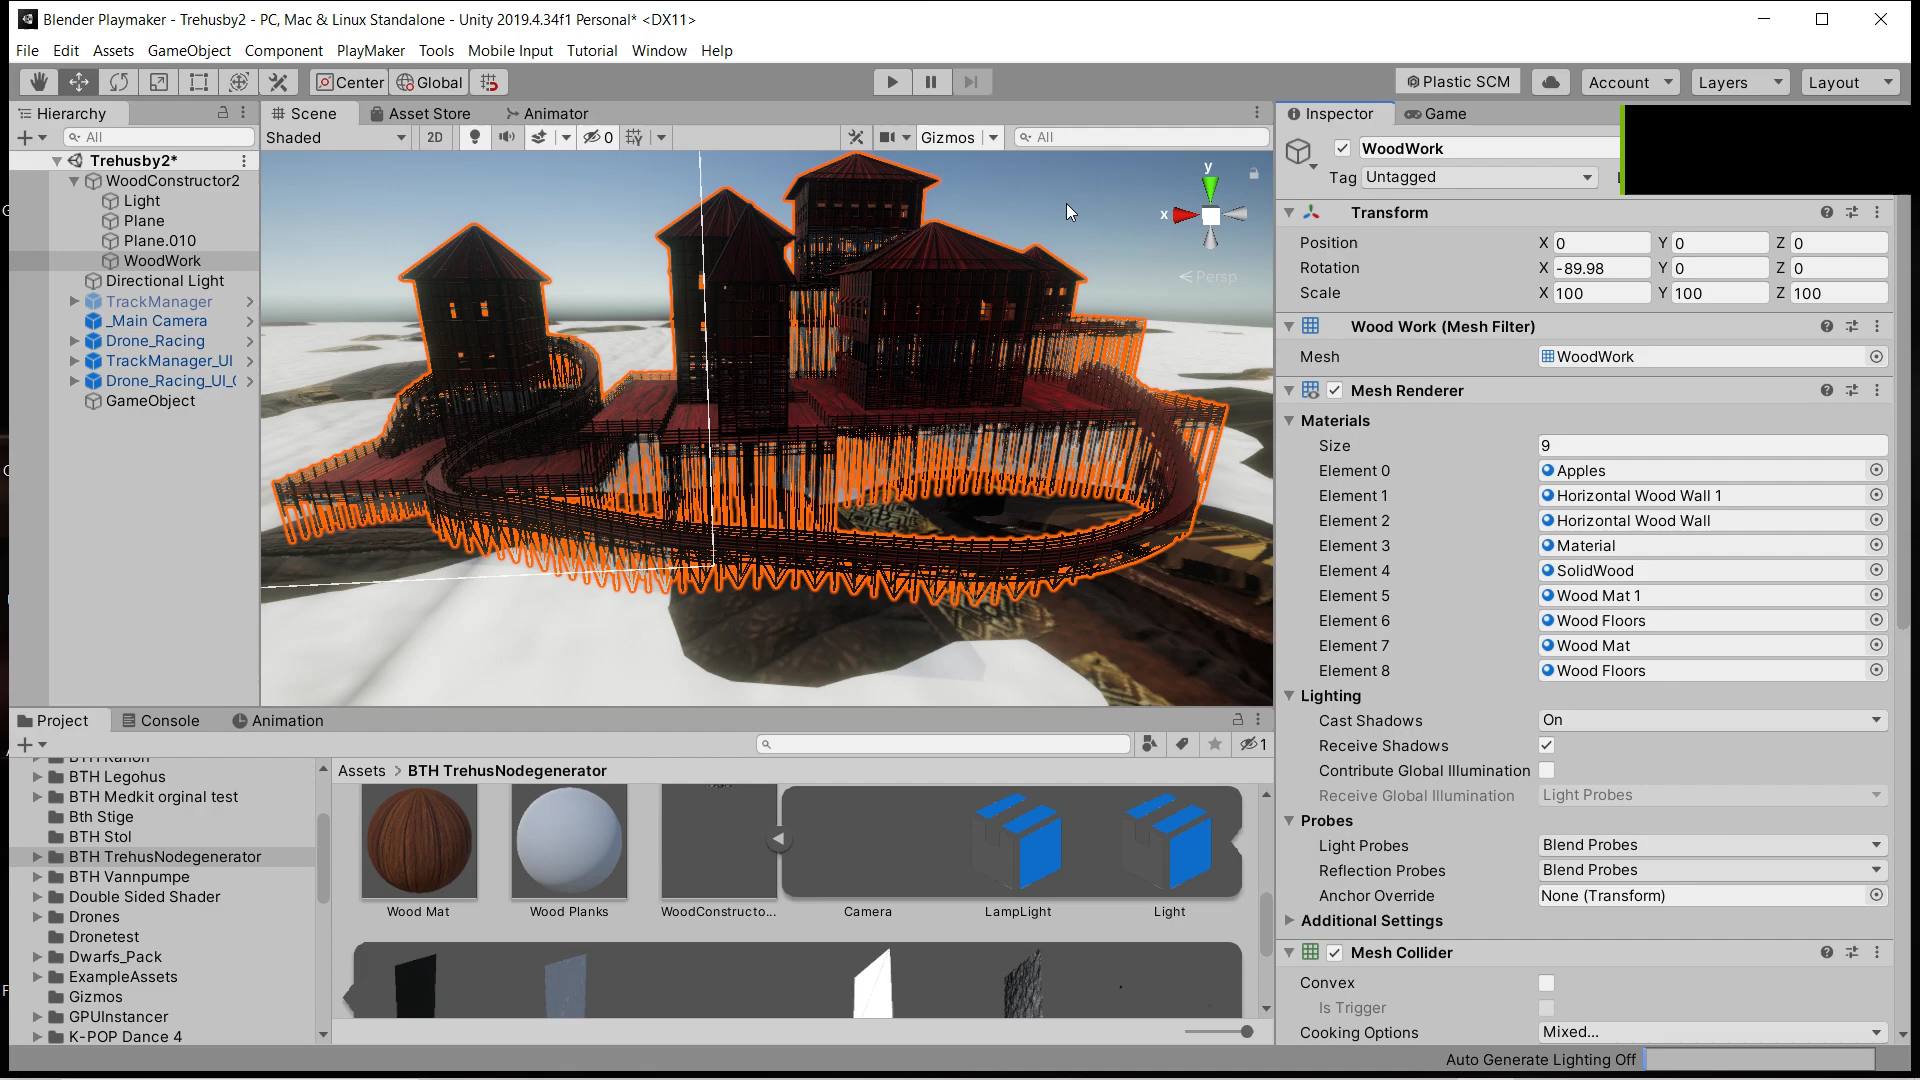 Blender Playmaker - Trehusby2 - PC, Mac & Linux Standalone - Unity 2019.4.34f1 Personal* <DX11>
File Edit Assets GameObject Component PlayMaker Tools Mobile Input Tutorial Window Help
Center Global Plastic SCM Account Layers Layout
Hierarchy
All
Trehusby2*
WoodConstructor2
Light
Plane
Plane.010
WoodWork
Directional Light
TrackManager
_Main Camera
Drone_Racing
TrackManager_UI
Drone_Racing_UI_
GameObject
Scene Asset Store Animator
Shaded 2D 0 Gizmos All
y
x
Persp
Inspector Game
WoodWork
Tag Untagged
Transform
Position X 0 Y 0 Z 0
Rotation X -89.98 Y 0 Z 0
Scale X 100 Y 100 Z 100
Wood Work (Mesh Filter)
Mesh WoodWork
Mesh Renderer
Materials
Size 9
Element 0 Apples
Element 1 Horizontal Wood Wall 1
Element 2 Horizontal Wood Wall
Element 3 Material
Element 4 SolidWood
Element 5 Wood Mat 1
Element 6 Wood Floors
Element 7 Wood Mat
Element 8 Wood Floors
Lighting
Cast Shadows On
Receive Shadows
Contribute Global Illumination
Receive Global Illumination Light Probes
Probes
Light Probes Blend Probes
Reflection Probes Blend Probes
Anchor Override None (Transform)
Additional Settings
Mesh Collider
Convex
Is Trigger
Cooking Options Mixed...
Project Console Animation
1
BTH Legohus
BTH Medkit orginal test
Bth Stige
BTH Stol
BTH TrehusNodegenerator
BTH Vannpumpe
Double Sided Shader
Drones
Dronetest
Dwarfs_Pack
ExampleAssets
Gizmos
GPUInstancer
K-POP Dance 4
Assets > BTH TrehusNodegenerator
Wood Mat Wood Planks WoodConstructo... Camera LampLight Light
Auto Generate Lighting Off